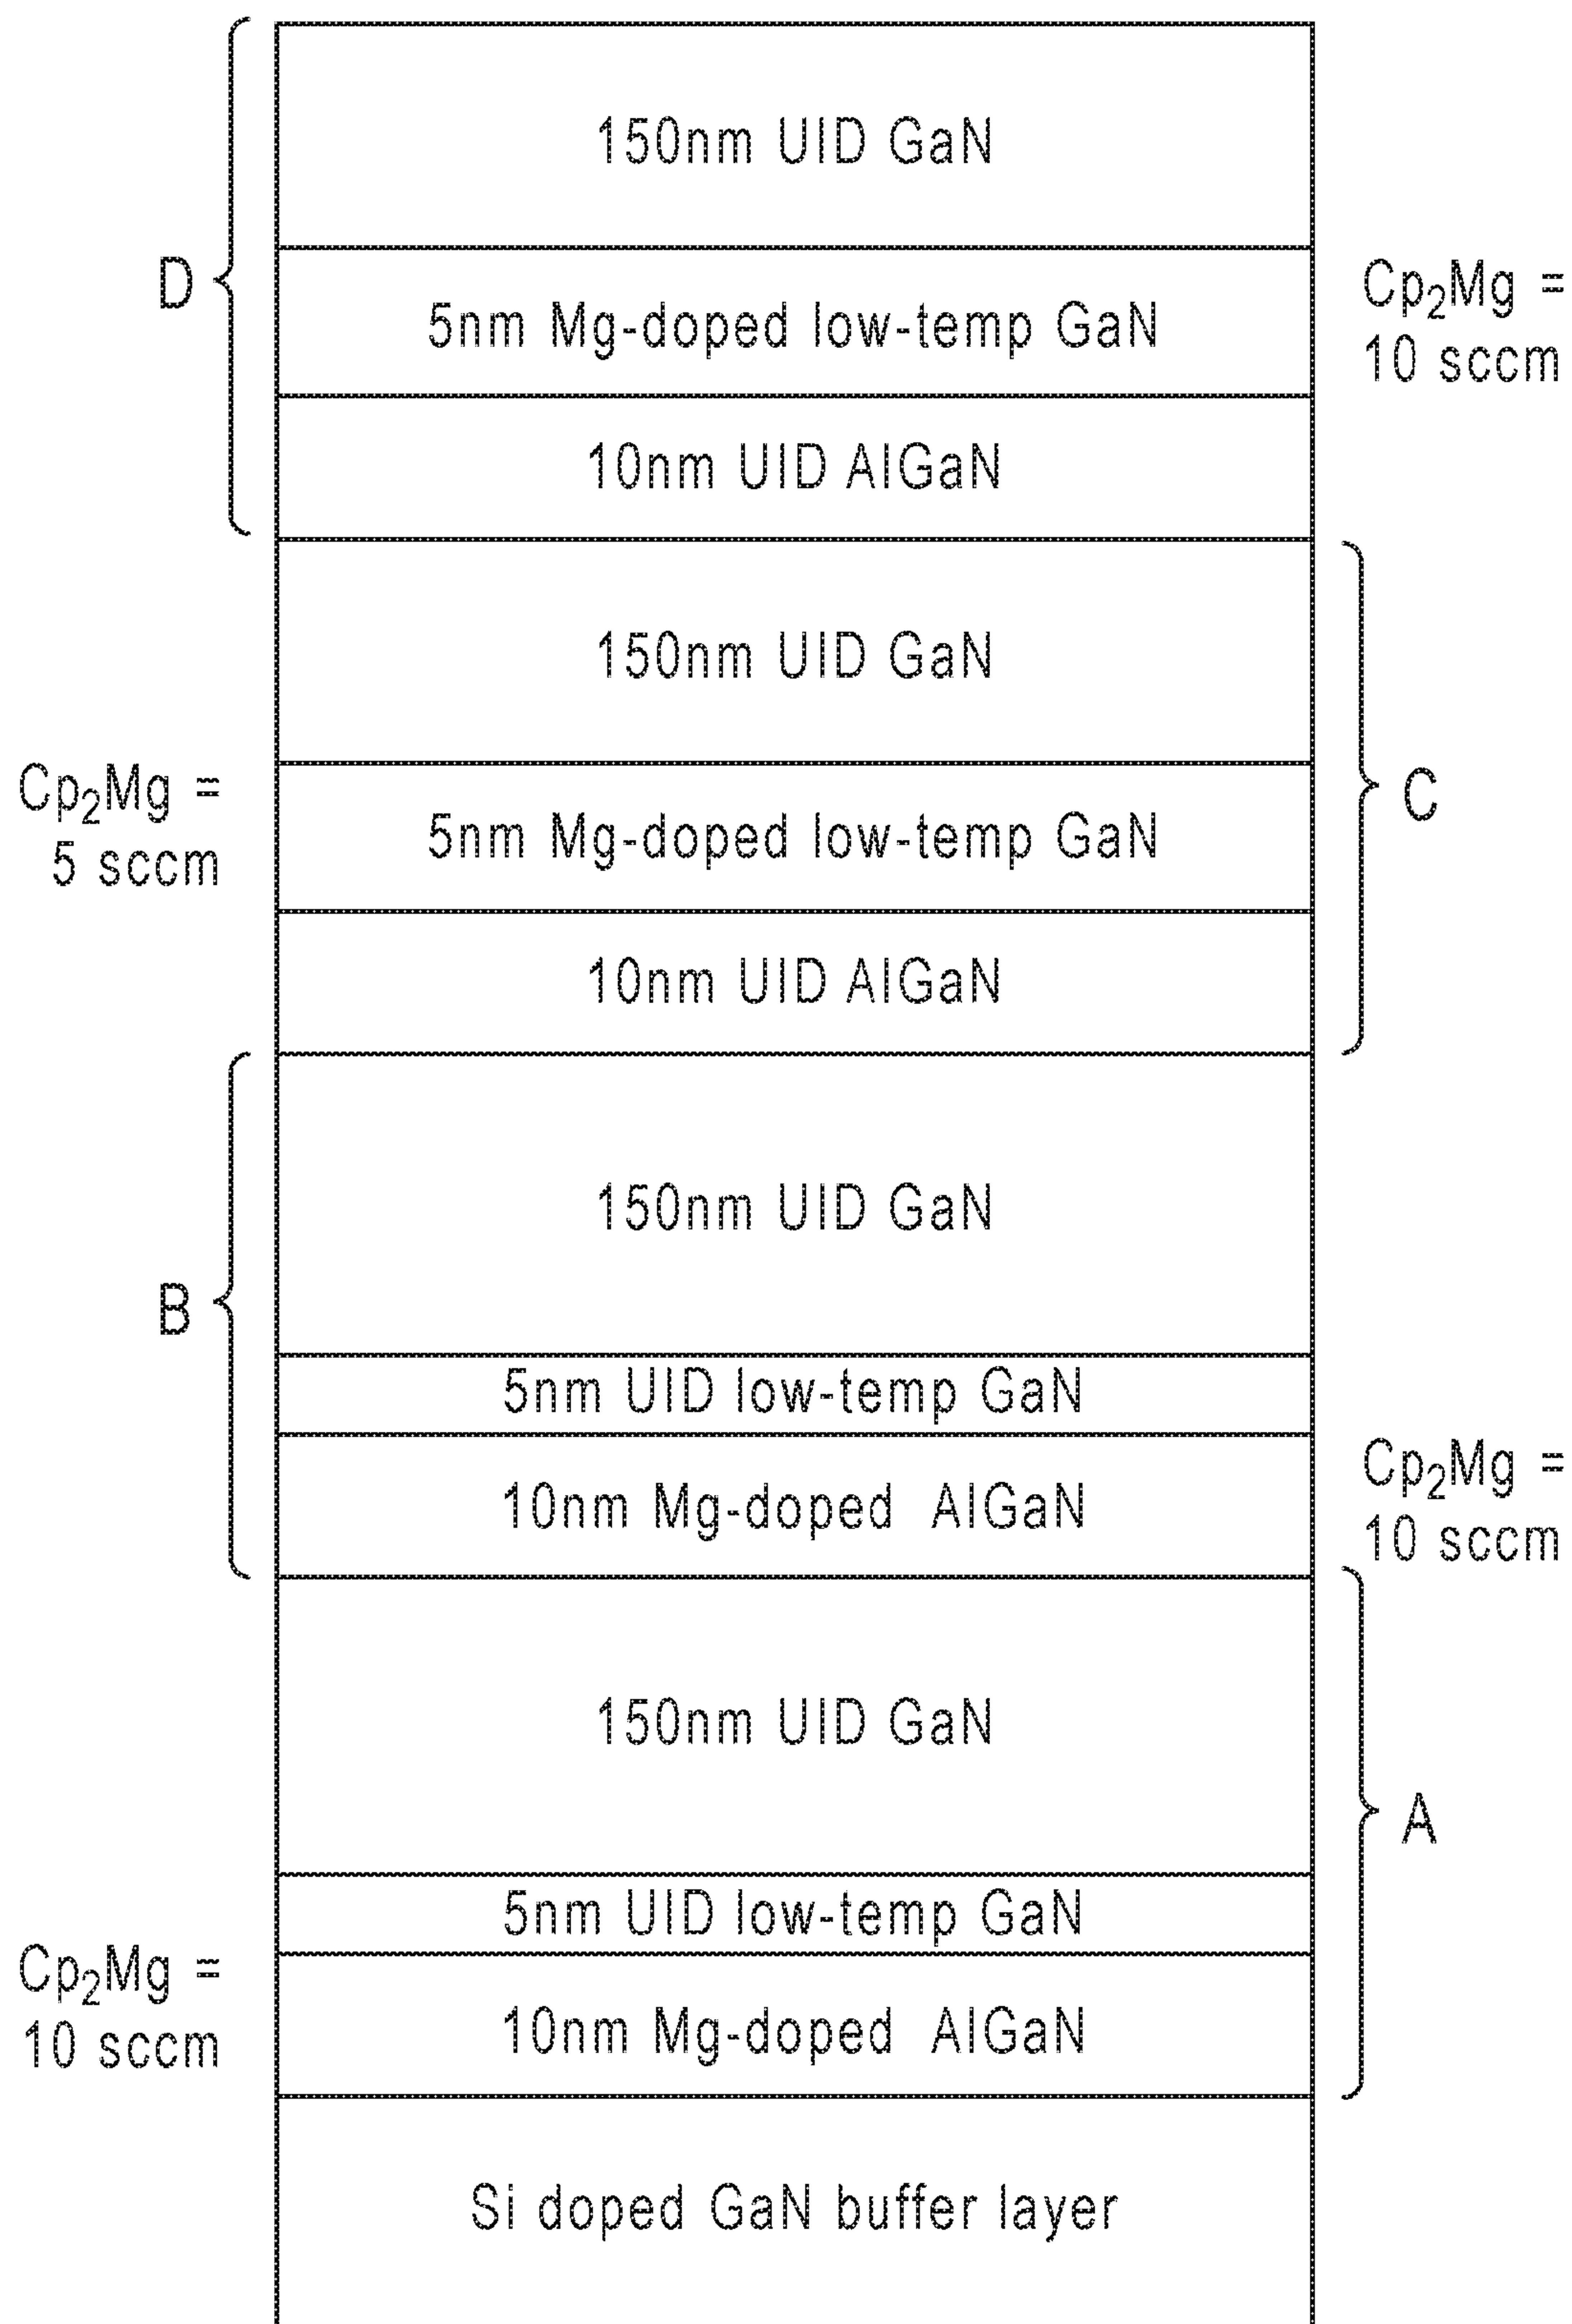 150nm UID GaN
D
5nm Mg-doped low-temp GaN
Cp₂Mg =
10 sccm
10nm UID AlGaN
150nm UID GaN
Cp₂Mg =
5 sccm
5nm Mg-doped low-temp GaN
C
10nm UID AlGaN
150nm UID GaN
B
5nm UID low-temp GaN
10nm Mg-doped AlGaN
Cp₂Mg =
10 sccm
150nm UID GaN
A
5nm UID low-temp GaN
Cp₂Mg =
10 sccm
10nm Mg-doped AlGaN
Si doped GaN buffer layer